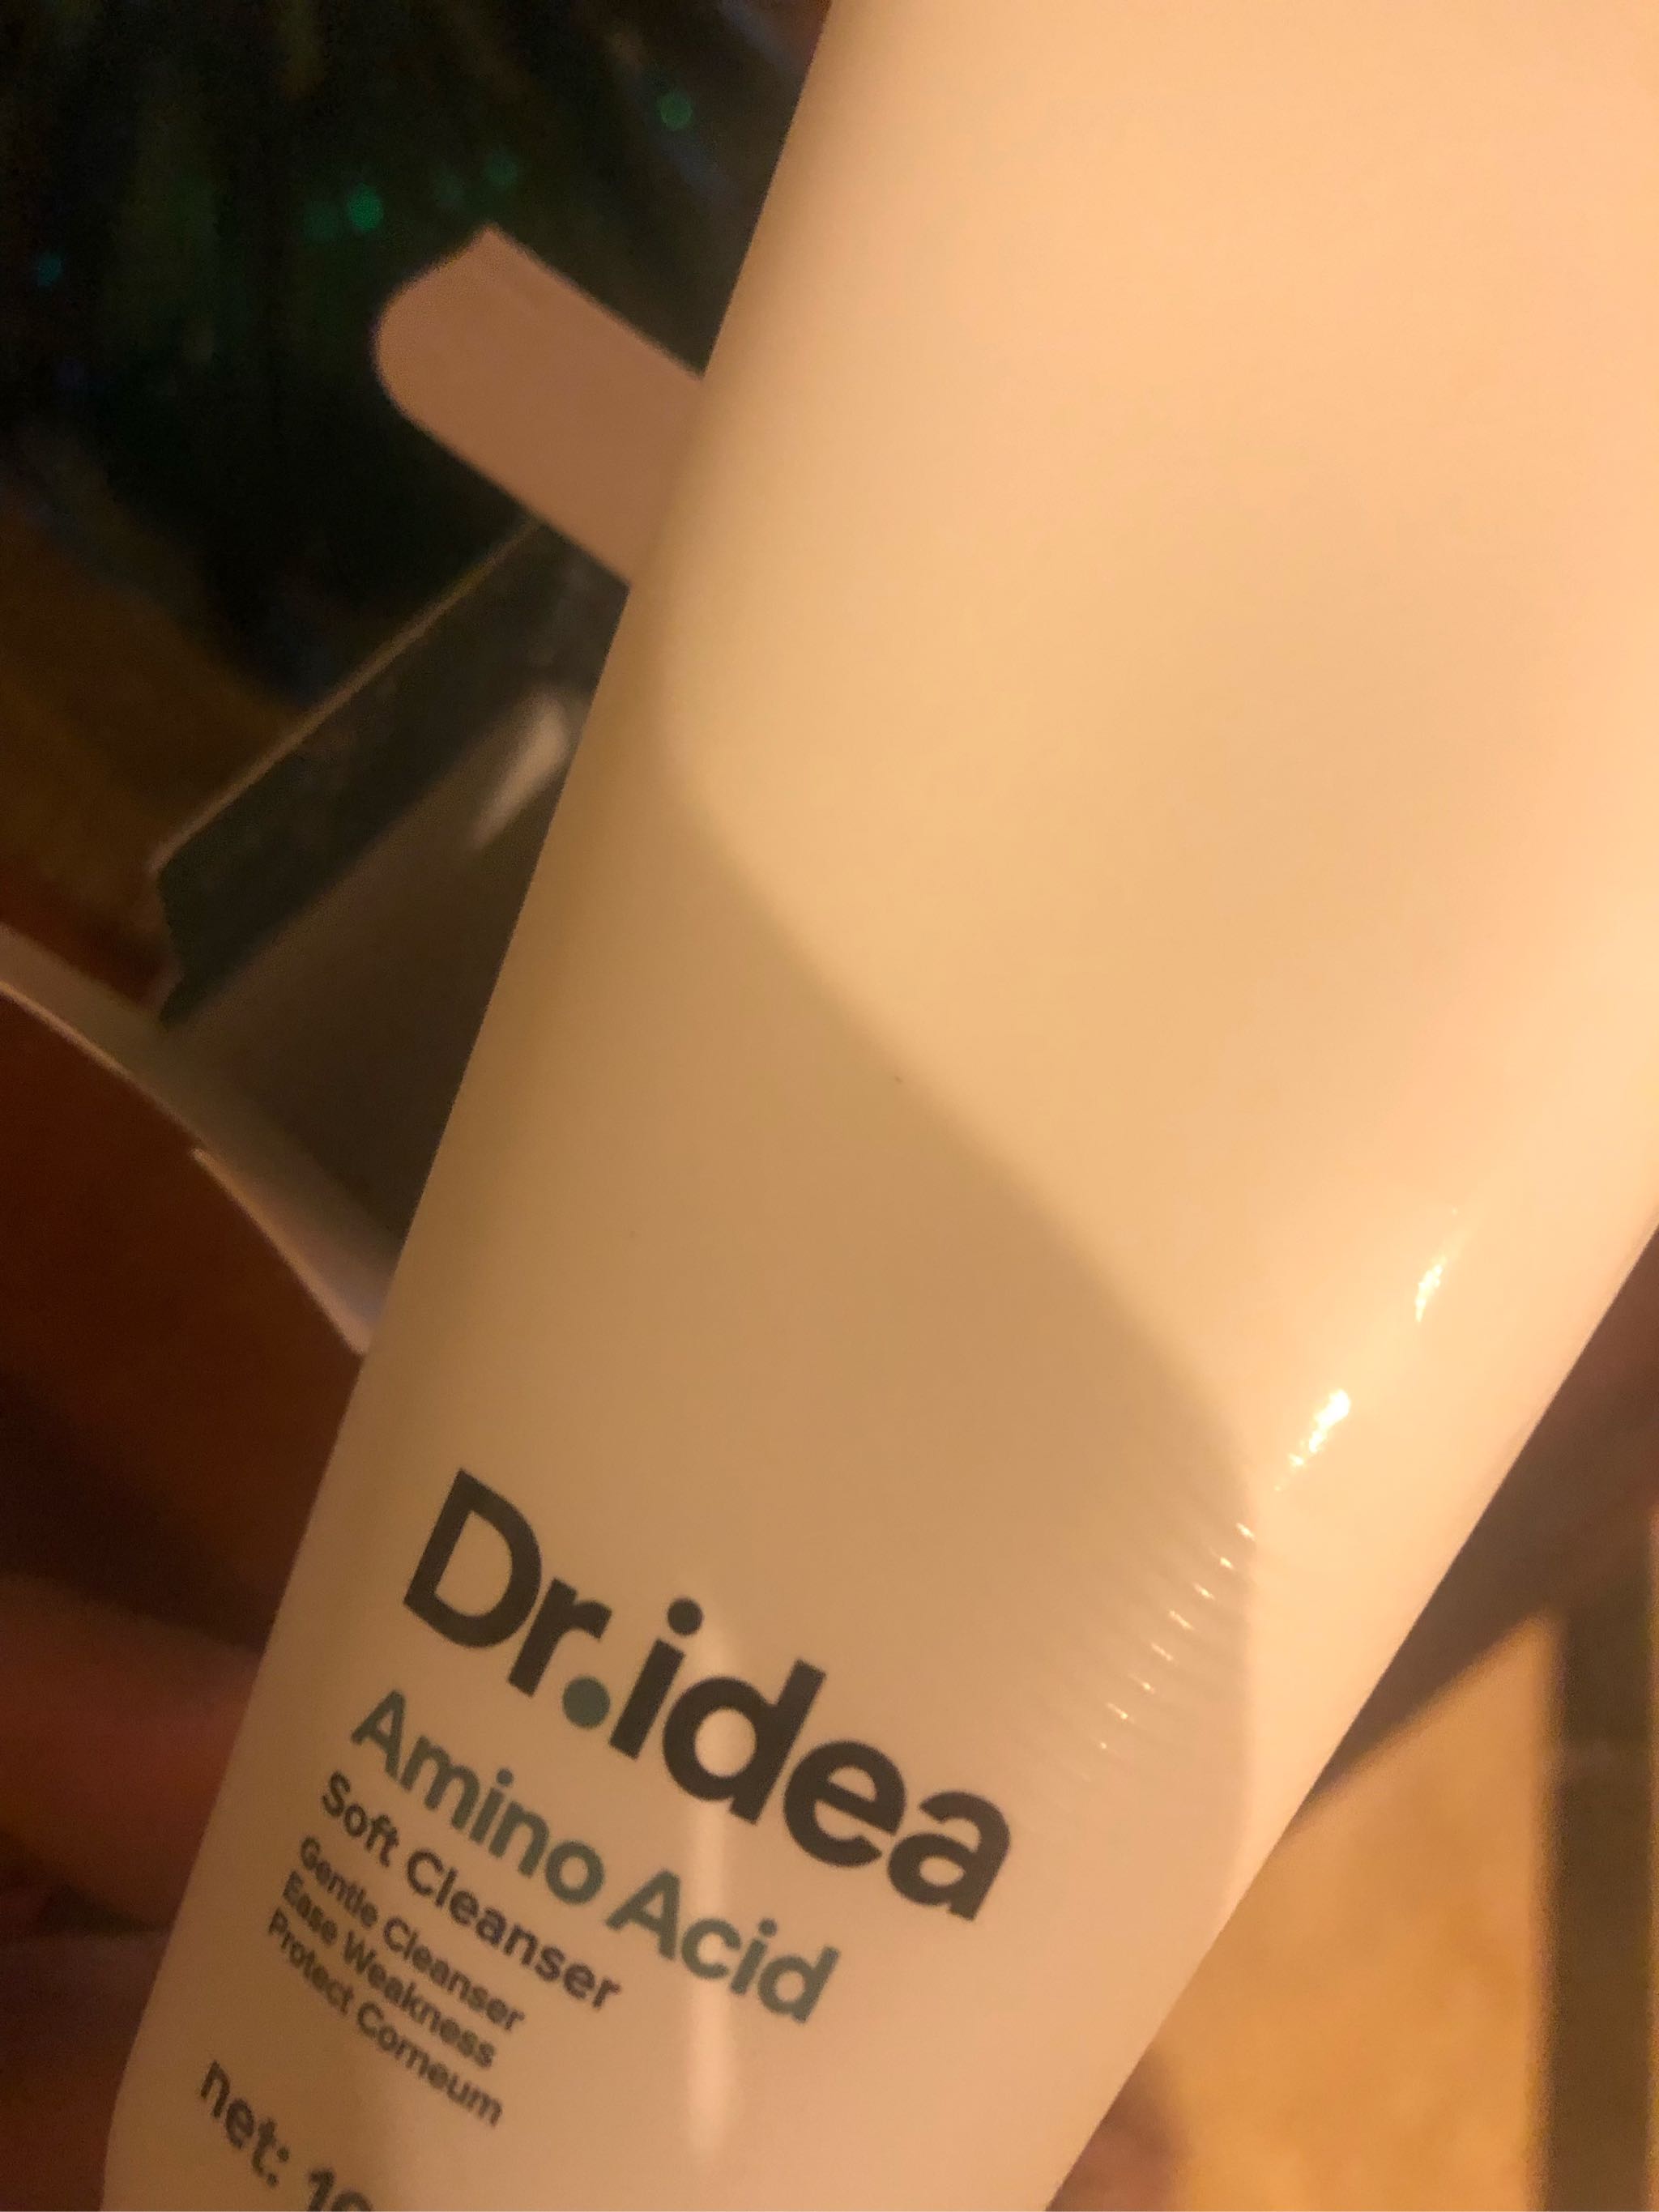 Dr.idea
Amino Acid
Soft Cleanser
Gentle Cleanser
Ease Weakness
Protect Corneum
net: